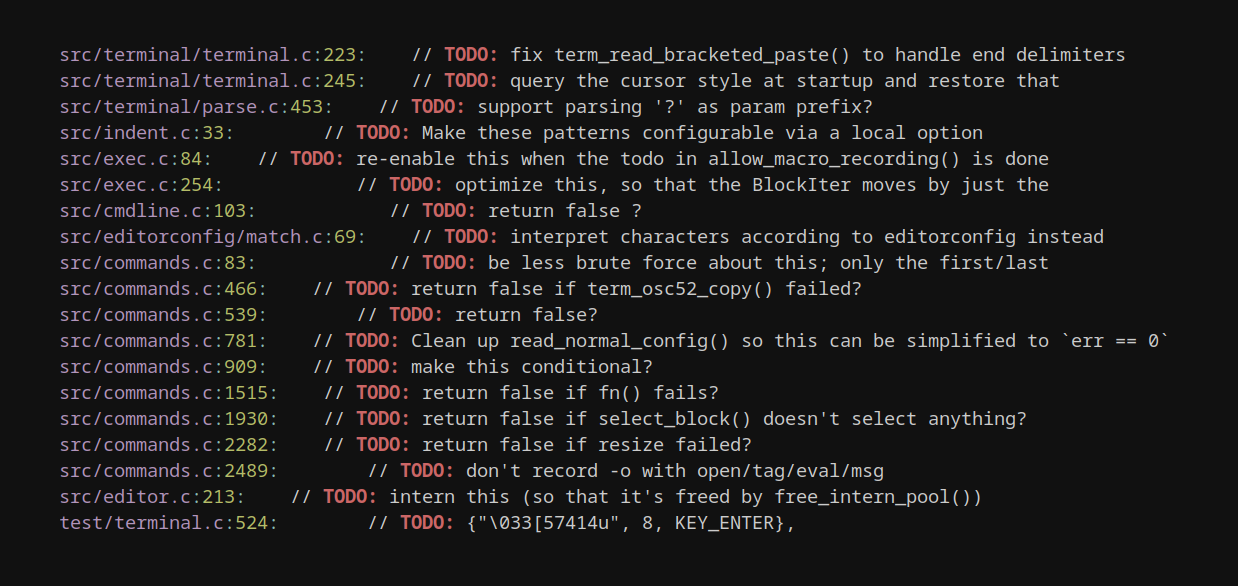 src/terminal/terminal.c:223:    // TODO: fix term_read_bracketed_paste() to handle end delimiters
src/terminal/terminal.c:245:    // TODO: query the cursor style at startup and restore that
src/terminal/parse.c:453:    // TODO: support parsing '?' as param prefix?
src/indent.c:33:        // TODO: Make these patterns configurable via a local option
src/exec.c:84:    // TODO: re-enable this when the todo in allow_macro_recording() is done
src/exec.c:254:            // TODO: optimize this, so that the BlockIter moves by just the
src/cmdline.c:103:            // TODO: return false ?
src/editorconfig/match.c:69:    // TODO: interpret characters according to editorconfig instead
src/commands.c:83:            // TODO: be less brute force about this; only the first/last
src/commands.c:466:    // TODO: return false if term_osc52_copy() failed?
src/commands.c:539:        // TODO: return false?
src/commands.c:781:    // TODO: Clean up read_normal_config() so this can be simplified to `err == 0`
src/commands.c:909:    // TODO: make this conditional?
src/commands.c:1515:    // TODO: return false if fn() fails?
src/commands.c:1930:    // TODO: return false if select_block() doesn't select anything?
src/commands.c:2282:    // TODO: return false if resize failed?
src/commands.c:2489:        // TODO: don't record -o with open/tag/eval/msg
src/editor.c:213:    // TODO: intern this (so that it's freed by free_intern_pool())
test/terminal.c:524:        // TODO: {"\033[57414u", 8, KEY_ENTER},